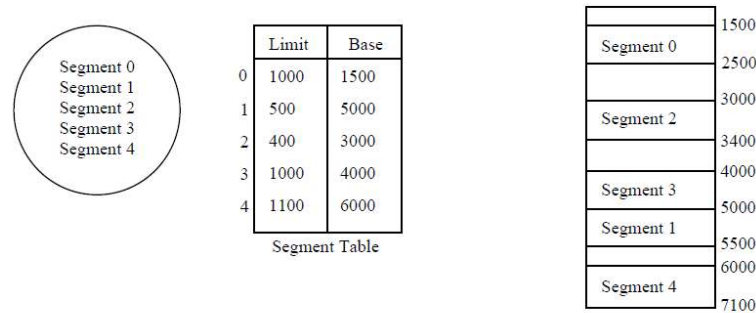 Segment 0
Segment 1
Segment 2
Segment 3
Segment 4
Limit Base
0 1000 1500
1 500 5000
2 400 3000
3 1000 4000
4 1100 6000
Segment Table
1500
Segment 0
2500
3000
Segment 2
3400
4000
Segment 3
5000
Segment 1
5500
6000
Segment 4
7100